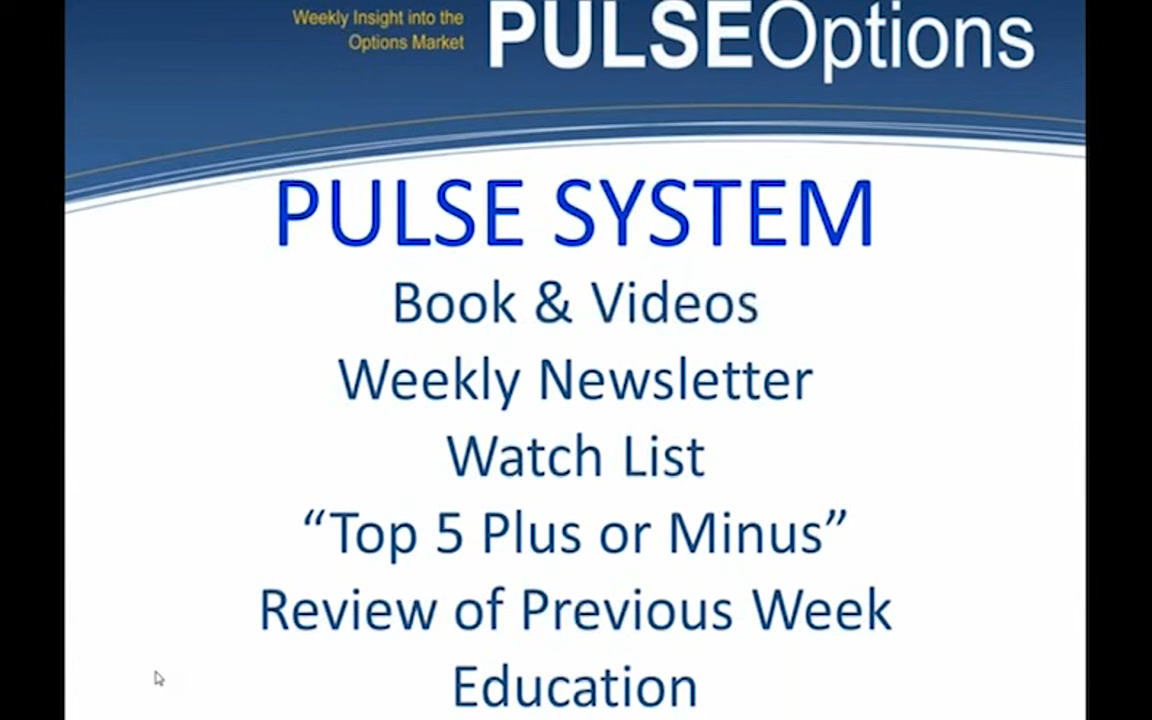 Weekly Insight into the
Options Market
PULSEOptions
PULSE SYSTEM
Book & Videos
Weekly Newsletter
Watch List
“Top 5 Plus or Minus”
Review of Previous Week
Education